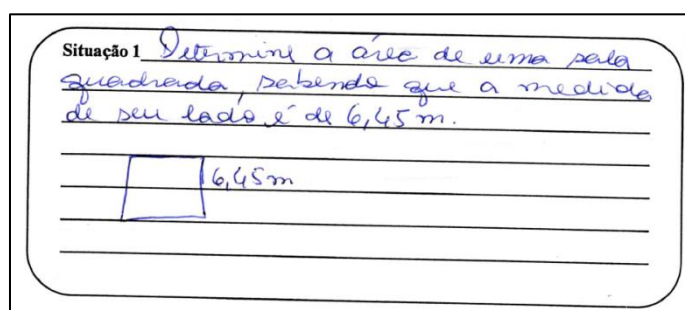 Situação 1 Determine a área de uma sala
quadrada, sabendo que a medida
de seu lado é de 6,45 m.
6,45m